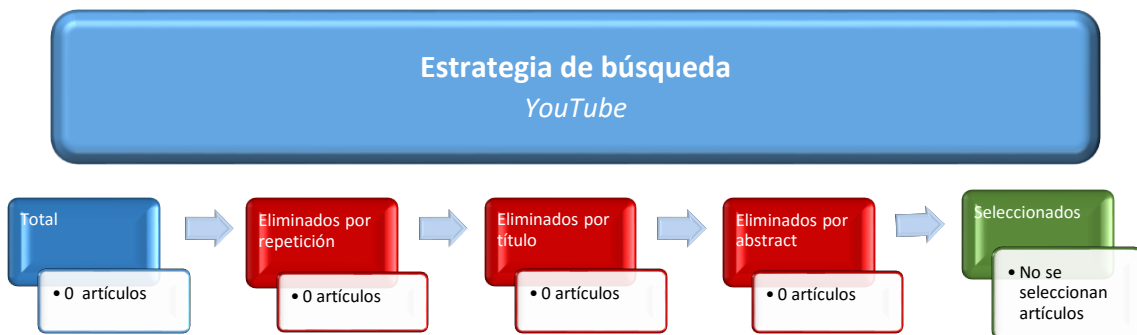 Estrategia de búsqueda
YouTube
Total
• 0 artículos
Eliminados por
repetición
• 0 artículos
Eliminados por
título
• 0 artículos
Eliminados por
abstract
• 0 artículos
Seleccionados
• No se
seleccionan
artículos